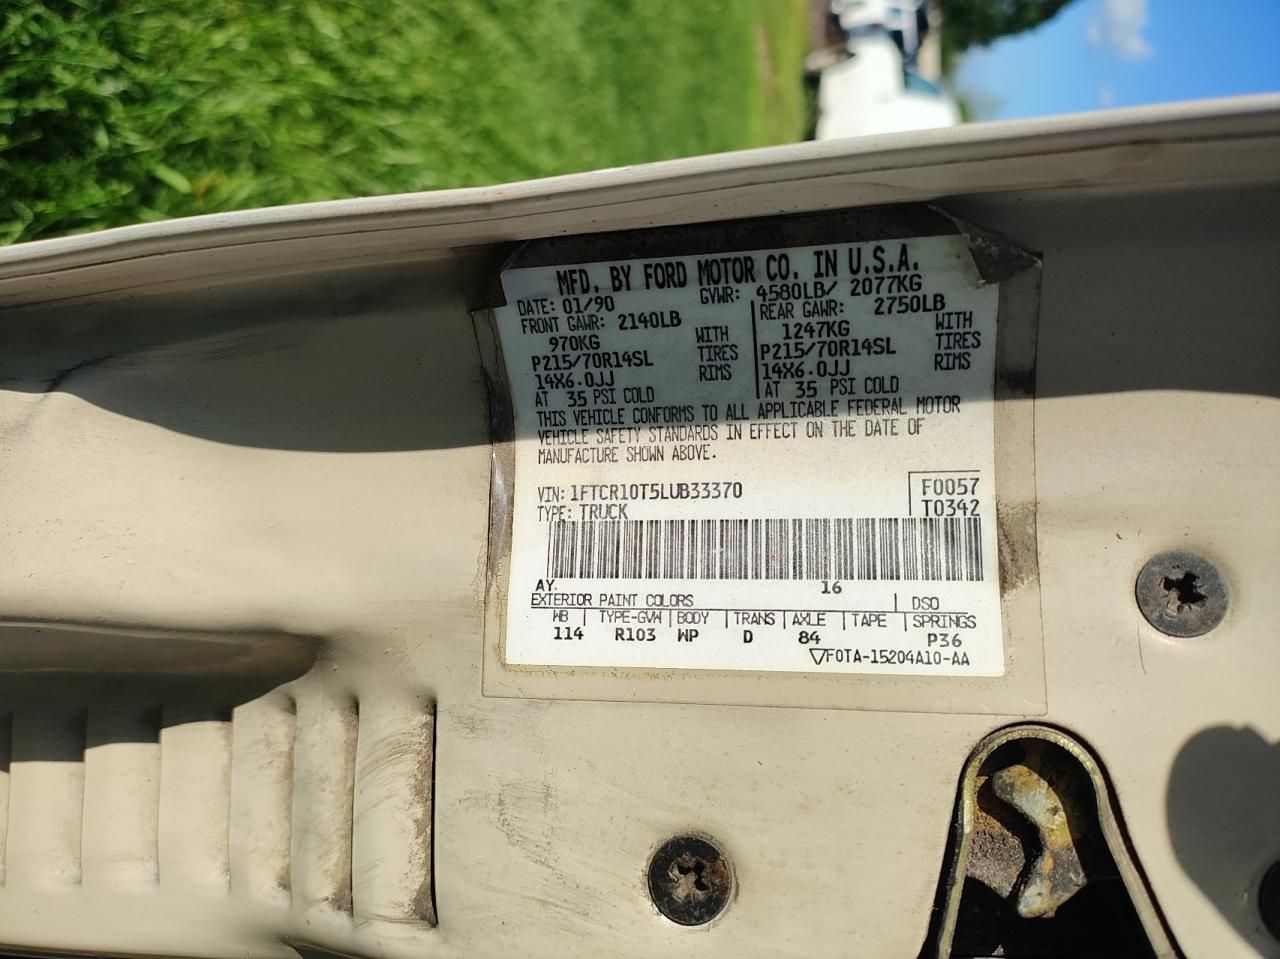 MFD. BY FORD MOTOR CO. IN U.S.A.
DATE: 01/90 GVWR: 4580LB/ 2077KG
FRONT GAWR: 2140LB REAR GAWR: 2750LB
970KG WITH 1247KG WITH
P215/70R14SL TIRES P215/70R14SL TIRES
14X6.0JJ RIMS 14X6.0JJ RIMS
AT 35 PSI COLD AT 35 PSI COLD
THIS VEHICLE CONFORMS TO ALL APPLICABLE FEDERAL MOTOR
VEHICLE SAFETY STANDARDS IN EFFECT ON THE DATE OF
MANUFACTURE SHOWN ABOVE.
VIN: 1FTCR10T5LUB33370 F0057
TYPE: TRUCK T0342
AY 16
EXTERIOR PAINT COLORS DSO
WB TYPE-GVW BODY TRANS AXLE TAPE SPRINGS
114 R103 WP D 84 P36
▽F0TA-15204A10-AA